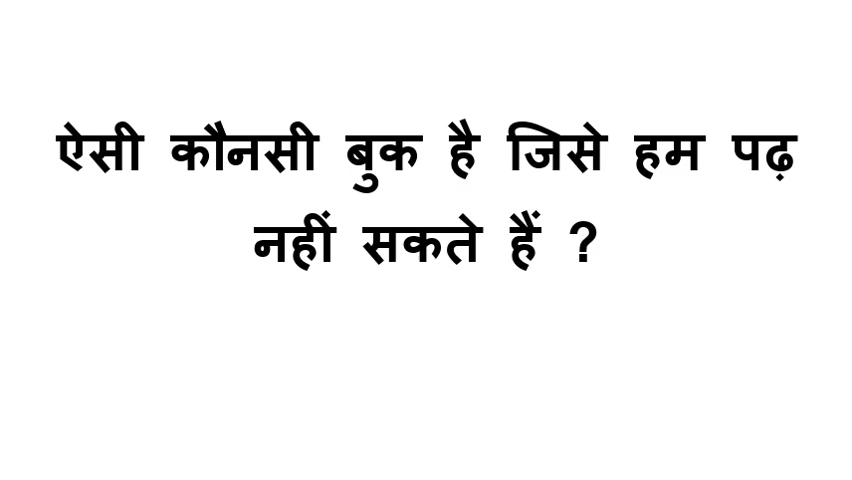 ऐसी कौनसी बुक है जिसे हम पढ़
नहीं सकते हैं ?